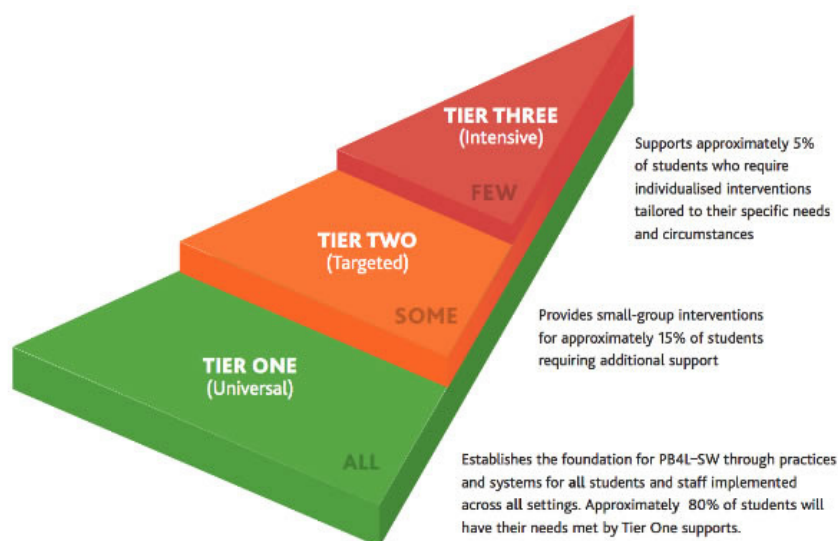 TIER THREE
(Intensive)
FEW
Supports approximately 5%
of students who require
individualised interventions
tailored to their specific needs
and circumstances
TIER TWO
(Targeted)
SOME
Provides small-group interventions
for approximately 15% of students
requiring additional support
TIER ONE
(Universal)
ALL
Establishes the foundation for PB4L–SW through practices
and systems for all students and staff implemented
across all settings. Approximately 80% of students will
have their needs met by Tier One supports.